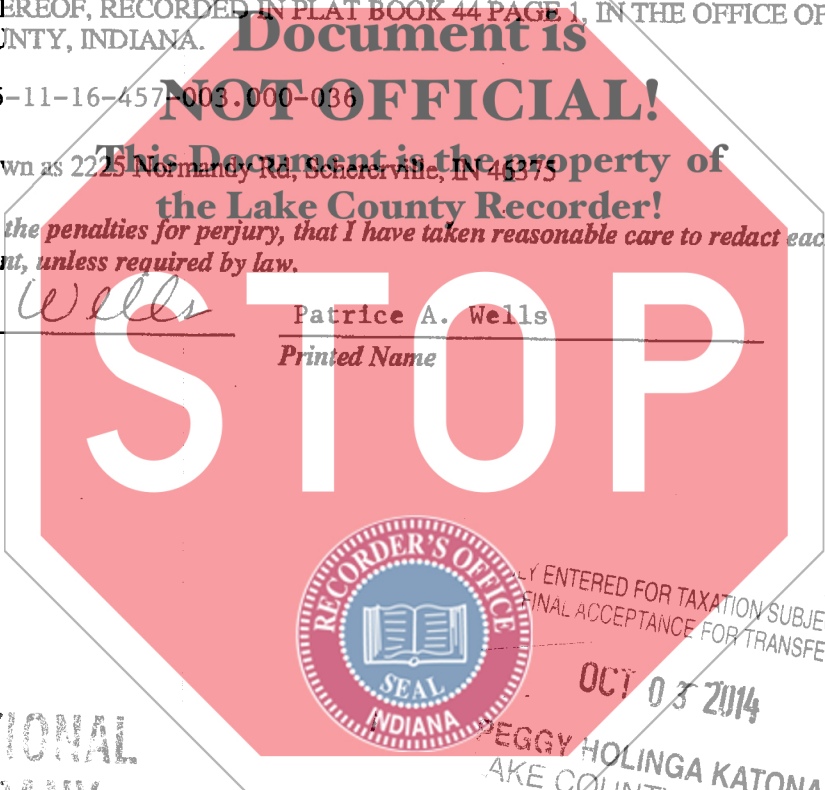 EREOF, RECORDED IN PLAT BOOK 44 PAGE 1, IN THE OFFICE OF
NTY, INDIANA.
Document is
NOT OFFICIAL!
-11-16-457-003.000-036
This Document is the property of
wn as 2225 Normandy Rd, Schererville, IN 46375
the Lake County Recorder!
the penalties for perjury, that I have taken reasonable care to redact eac
nt, unless required by law.
Wells
Patrice A. Wells
Printed Name
STOP
RECORDER'S OFFICE
SEAL
INDIANA
LY ENTERED FOR TAXATION SUBJE
FINAL ACCEPTANCE FOR TRANSFE
OCT 03 2014
PEGGY HOLINGA KATONA
AKE COUNT
IONAL